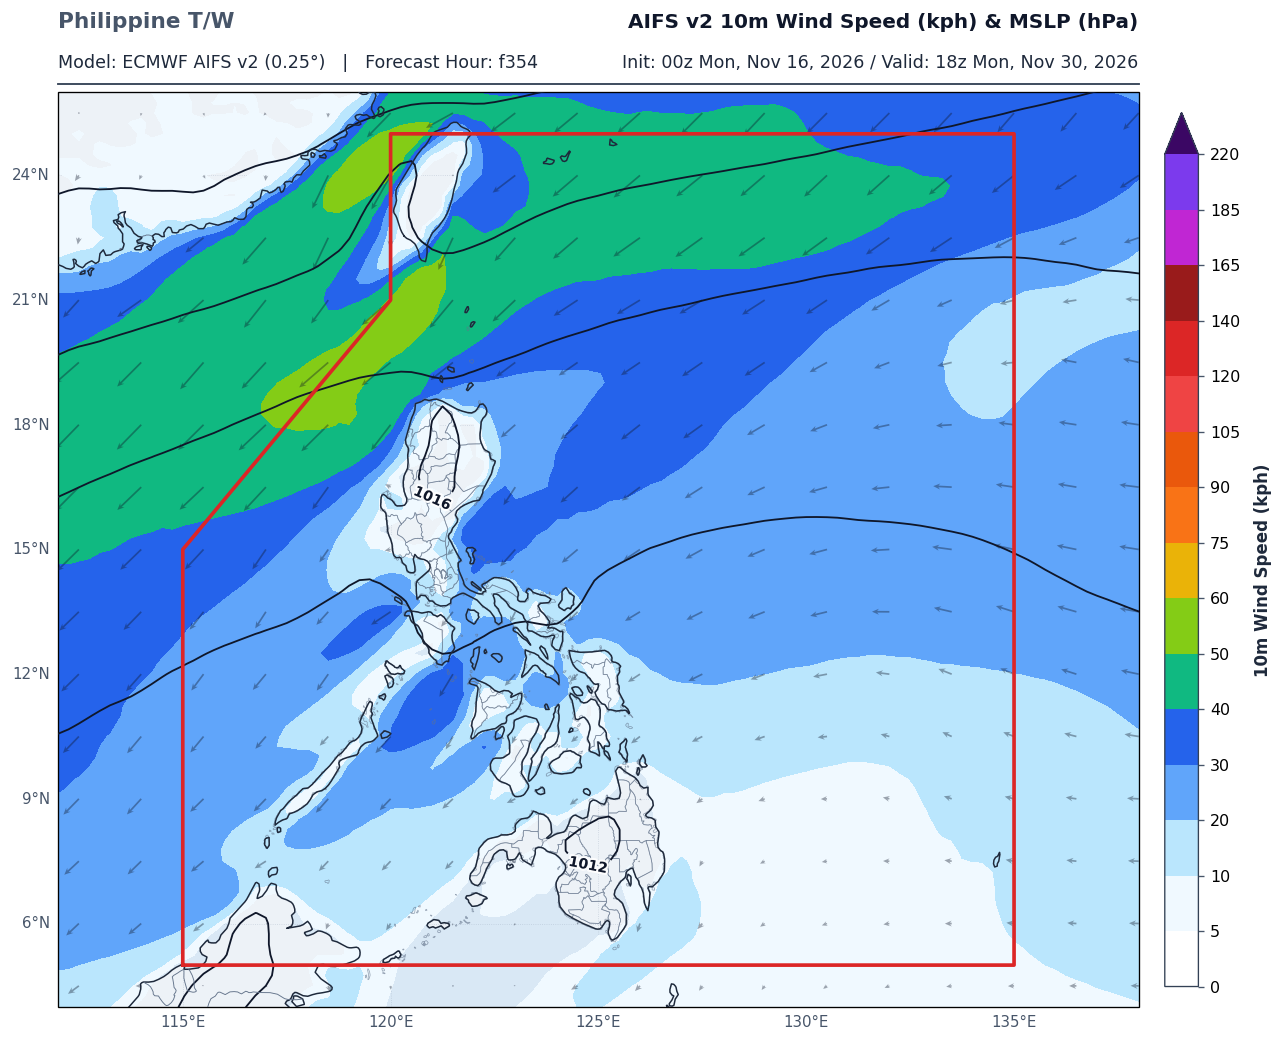 Philippine T/W
AIFS v2 10m Wind Speed (kph) & MSLP (hPa)
Model: ECMWF AIFS v2 (0.25°) | Forecast Hour: f354
Init: 00z Mon, Nov 16, 2026 / Valid: 18z Mon, Nov 30, 2026
24°N
21°N
18°N
15°N
12°N
9°N
6°N
1016
1012
115°E
120°E
125°E
130°E
135°E
220
185
165
140
120
105
90
75
60
50
40
30
20
10
5
0
10m Wind Speed (kph)